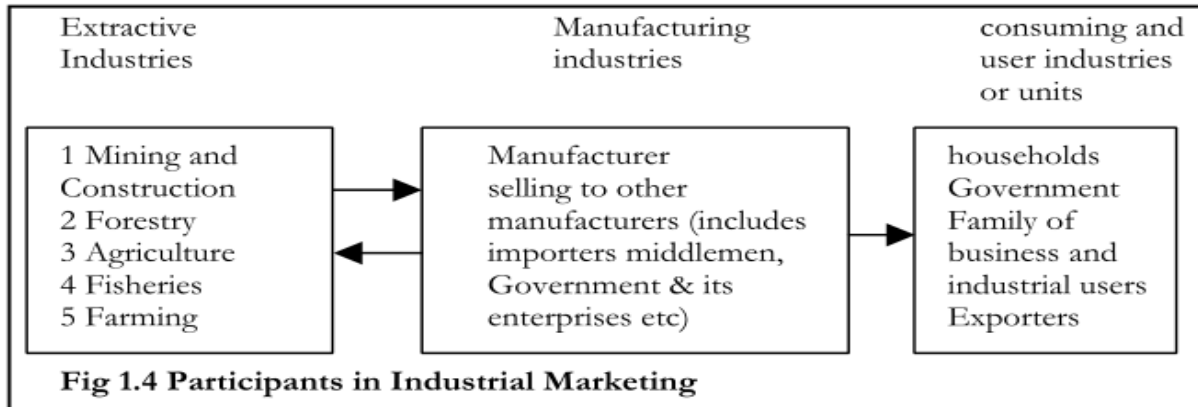 Extractive
Industries
Manufacturing
industries
consuming and
user industries
or units
1 Mining and
Construction
2 Forestry
3 Agriculture
4 Fisheries
5 Farming
Manufacturer
selling to other
manufacturers (includes
importers middlemen,
Government & its
enterprises etc)
households
Government
Family of
business and
industrial users
Exporters
Fig 1.4 Participants in Industrial Marketing